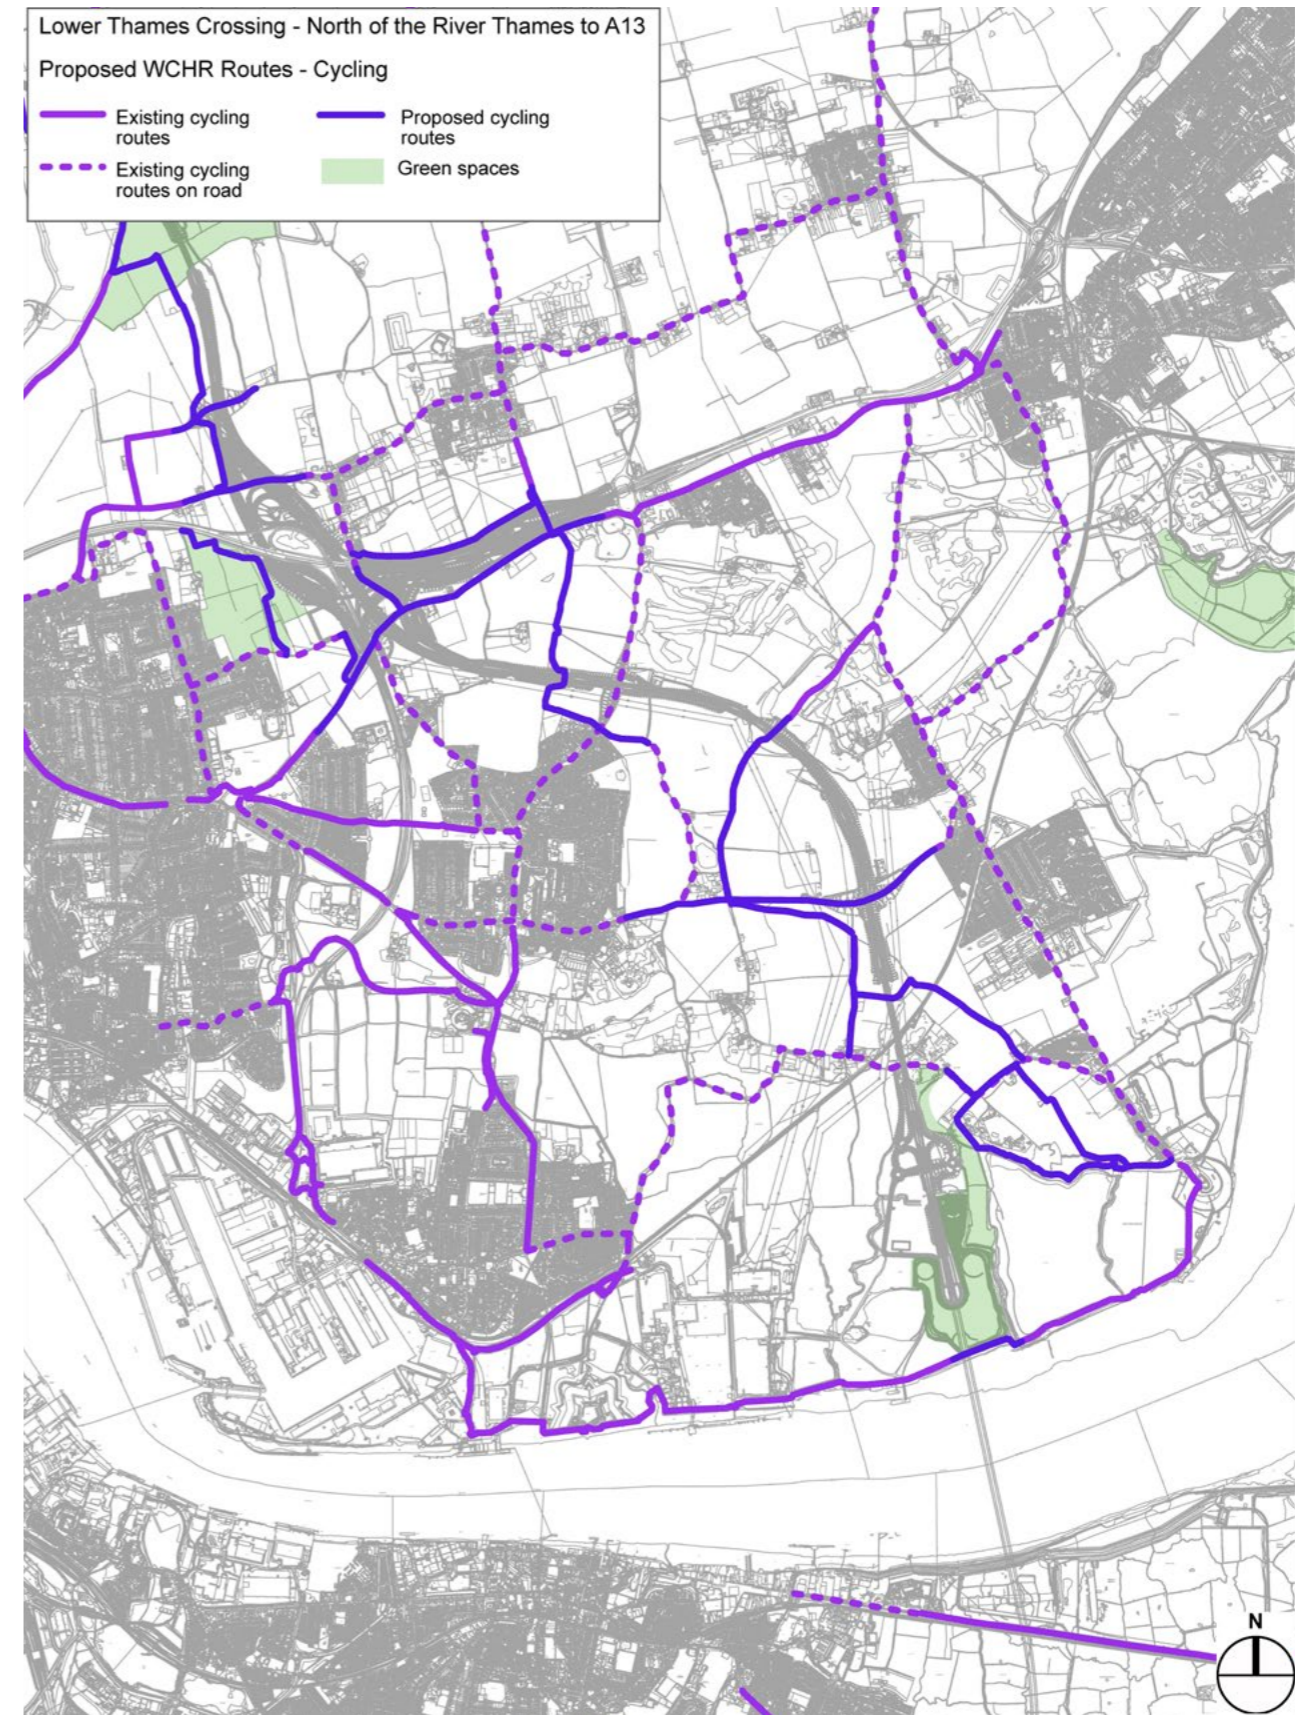 Lower Thames Crossing - North of the River Thames to A13
Proposed WCHR Routes - Cycling
Existing cycling
routes
Proposed cycling
routes
Existing cycling
routes on road
Green spaces
N